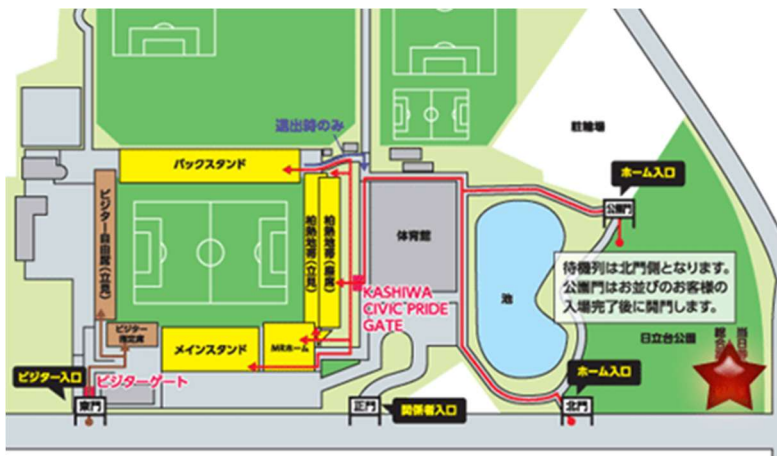 退出時のみ
駐輪場
バックスタンド
ホーム入口
公園門
ビジター自由席(立見)
柏熱地帯(立見)
柏熱地帯(座席)
体育館
待機列は北門側となります。
公園門はお並びのお客様の
入場完了後に開門します。
KASHIWA
CIVIC PRIDE
GATE
池
ビジター
指定席
メインスタンド
MRホーム
日立台公園
ビジター入口
ビジターゲート
ホーム入口
東門
正門
関係者入口
北門